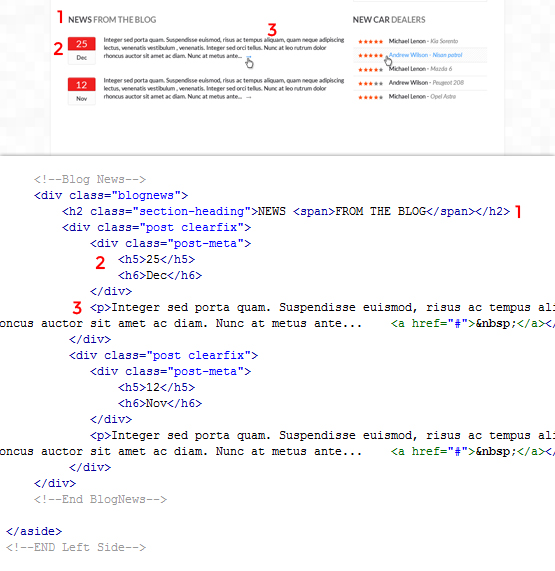 1 NEWS FROM THE BLOG
NEW CAR DEALERS
2
25
Dec
3
Integer sed porta quam. Suspendisse euismod, risus ac tempus aliquam, quam neque adipiscing
lectus, venenatis vestibulum , venenatis. Integer sed orci tellus. Nunc at leo rutrum dolor
rhoncus auctor sit amet ac diam. Nunc at metus ante...
12
Nov
Integer sed porta quam. Suspendisse euismod, risus ac tempus aliquam, quam neque adipiscing
lectus, venenatis vestibulum , venenatis. Integer sed orci tellus. Nunc at leo rutrum dolor
rhoncus auctor sit amet ac diam. Nunc at metus ante... →
Michael Lenon - Kia Sorento
Andrew Wilson - Nisan patrol
Michael Lenon - Mazda 6
Andrew Wilson - Peugeot 208
Michael Lenon - Opel Astra
<!--Blog News-->
<div class="blognews">
<h2 class="section-heading">NEWS <span>FROM THE BLOG</span></h2> 1
<div class="post clearfix">
<div class="post-meta">
2 <h5>25</h5>
<h6>Dec</h6>
</div>
3 <p>Integer sed porta quam. Suspendisse euismod, risus ac tempus ali
oncus auctor sit amet ac diam. Nunc at metus ante... <a href="#">&nbsp;</a></
</div>
<div class="post clearfix">
<div class="post-meta">
<h5>12</h5>
<h6>Nov</h6>
</div>
<p>Integer sed porta quam. Suspendisse euismod, risus ac tempus ali
oncus auctor sit amet ac diam. Nunc at metus ante... <a href="#">&nbsp;</a></
</div>
</div>
<!--End BlogNews-->
</aside>
<!--END Left Side-->